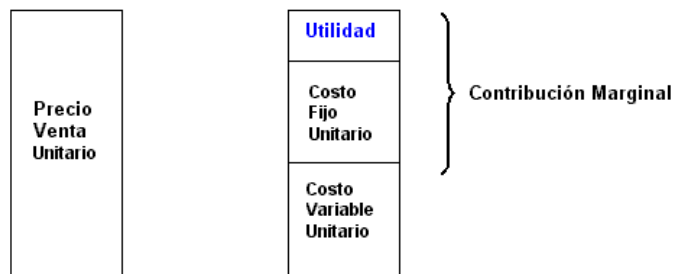 Precio
Venta
Unitario
Utilidad
Costo
Fijo
Unitario
Costo
Variable
Unitario
Contribución Marginal